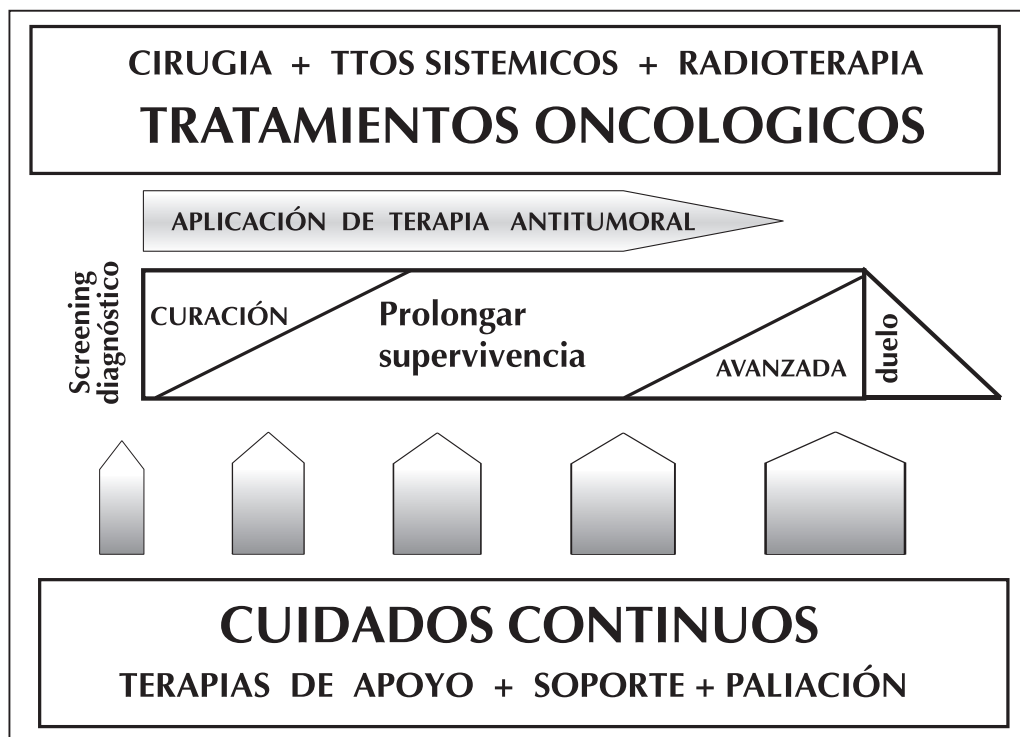 CIRUGIA + TTOS SISTEMICOS + RADIOTERAPIA
TRATAMIENTOS ONCOLOGICOS
APLICACIÓN DE TERAPIA ANTITUMORAL
Screening
diagnóstico
CURACIÓN
Prolongar
supervivencia
AVANZADA
duelo
CUIDADOS CONTINUOS
TERAPIAS DE APOYO + SOPORTE + PALIACIÓN